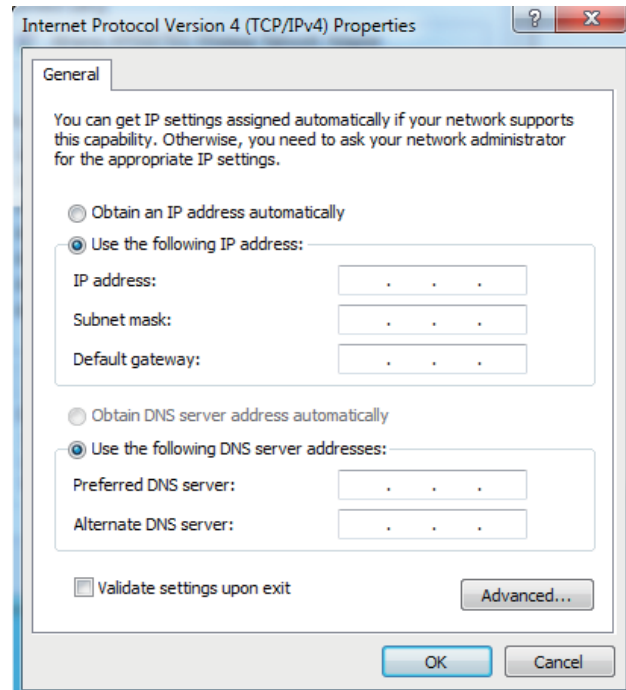 Internet Protocol Version 4 (TCP/IPv4) Properties
?
X
General
You can get IP settings assigned automatically if your network supports
this capability. Otherwise, you need to ask your network administrator
for the appropriate IP settings.
Obtain an IP address automatically
Use the following IP address:
IP address: . . .
Subnet mask: . . .
Default gateway: . . .
Obtain DNS server address automatically
Use the following DNS server addresses:
Preferred DNS server: . . .
Alternate DNS server: . . .
Validate settings upon exit
Advanced...
OK Cancel